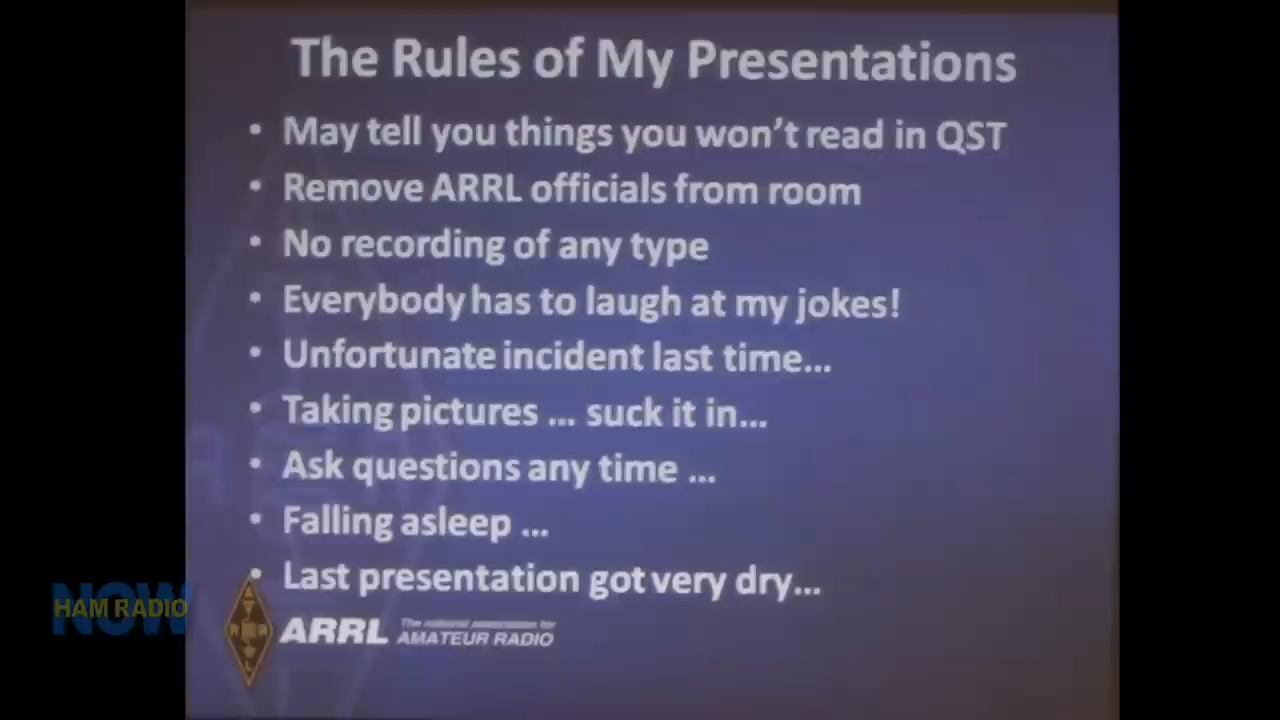 The Rules of My Presentations
• May tell you things you won't read in QST
• Remove ARRL officials from room
• No recording of any type
• Everybody has to laugh at my jokes!
• Unfortunate incident last time...
• Taking pictures ... suck it in...
• Ask questions any time ...
• Falling asleep ...
• Last presentation got very dry...
NOW
HAM RADIO
A
R R
L
ARRL The national association for
AMATEUR RADIO